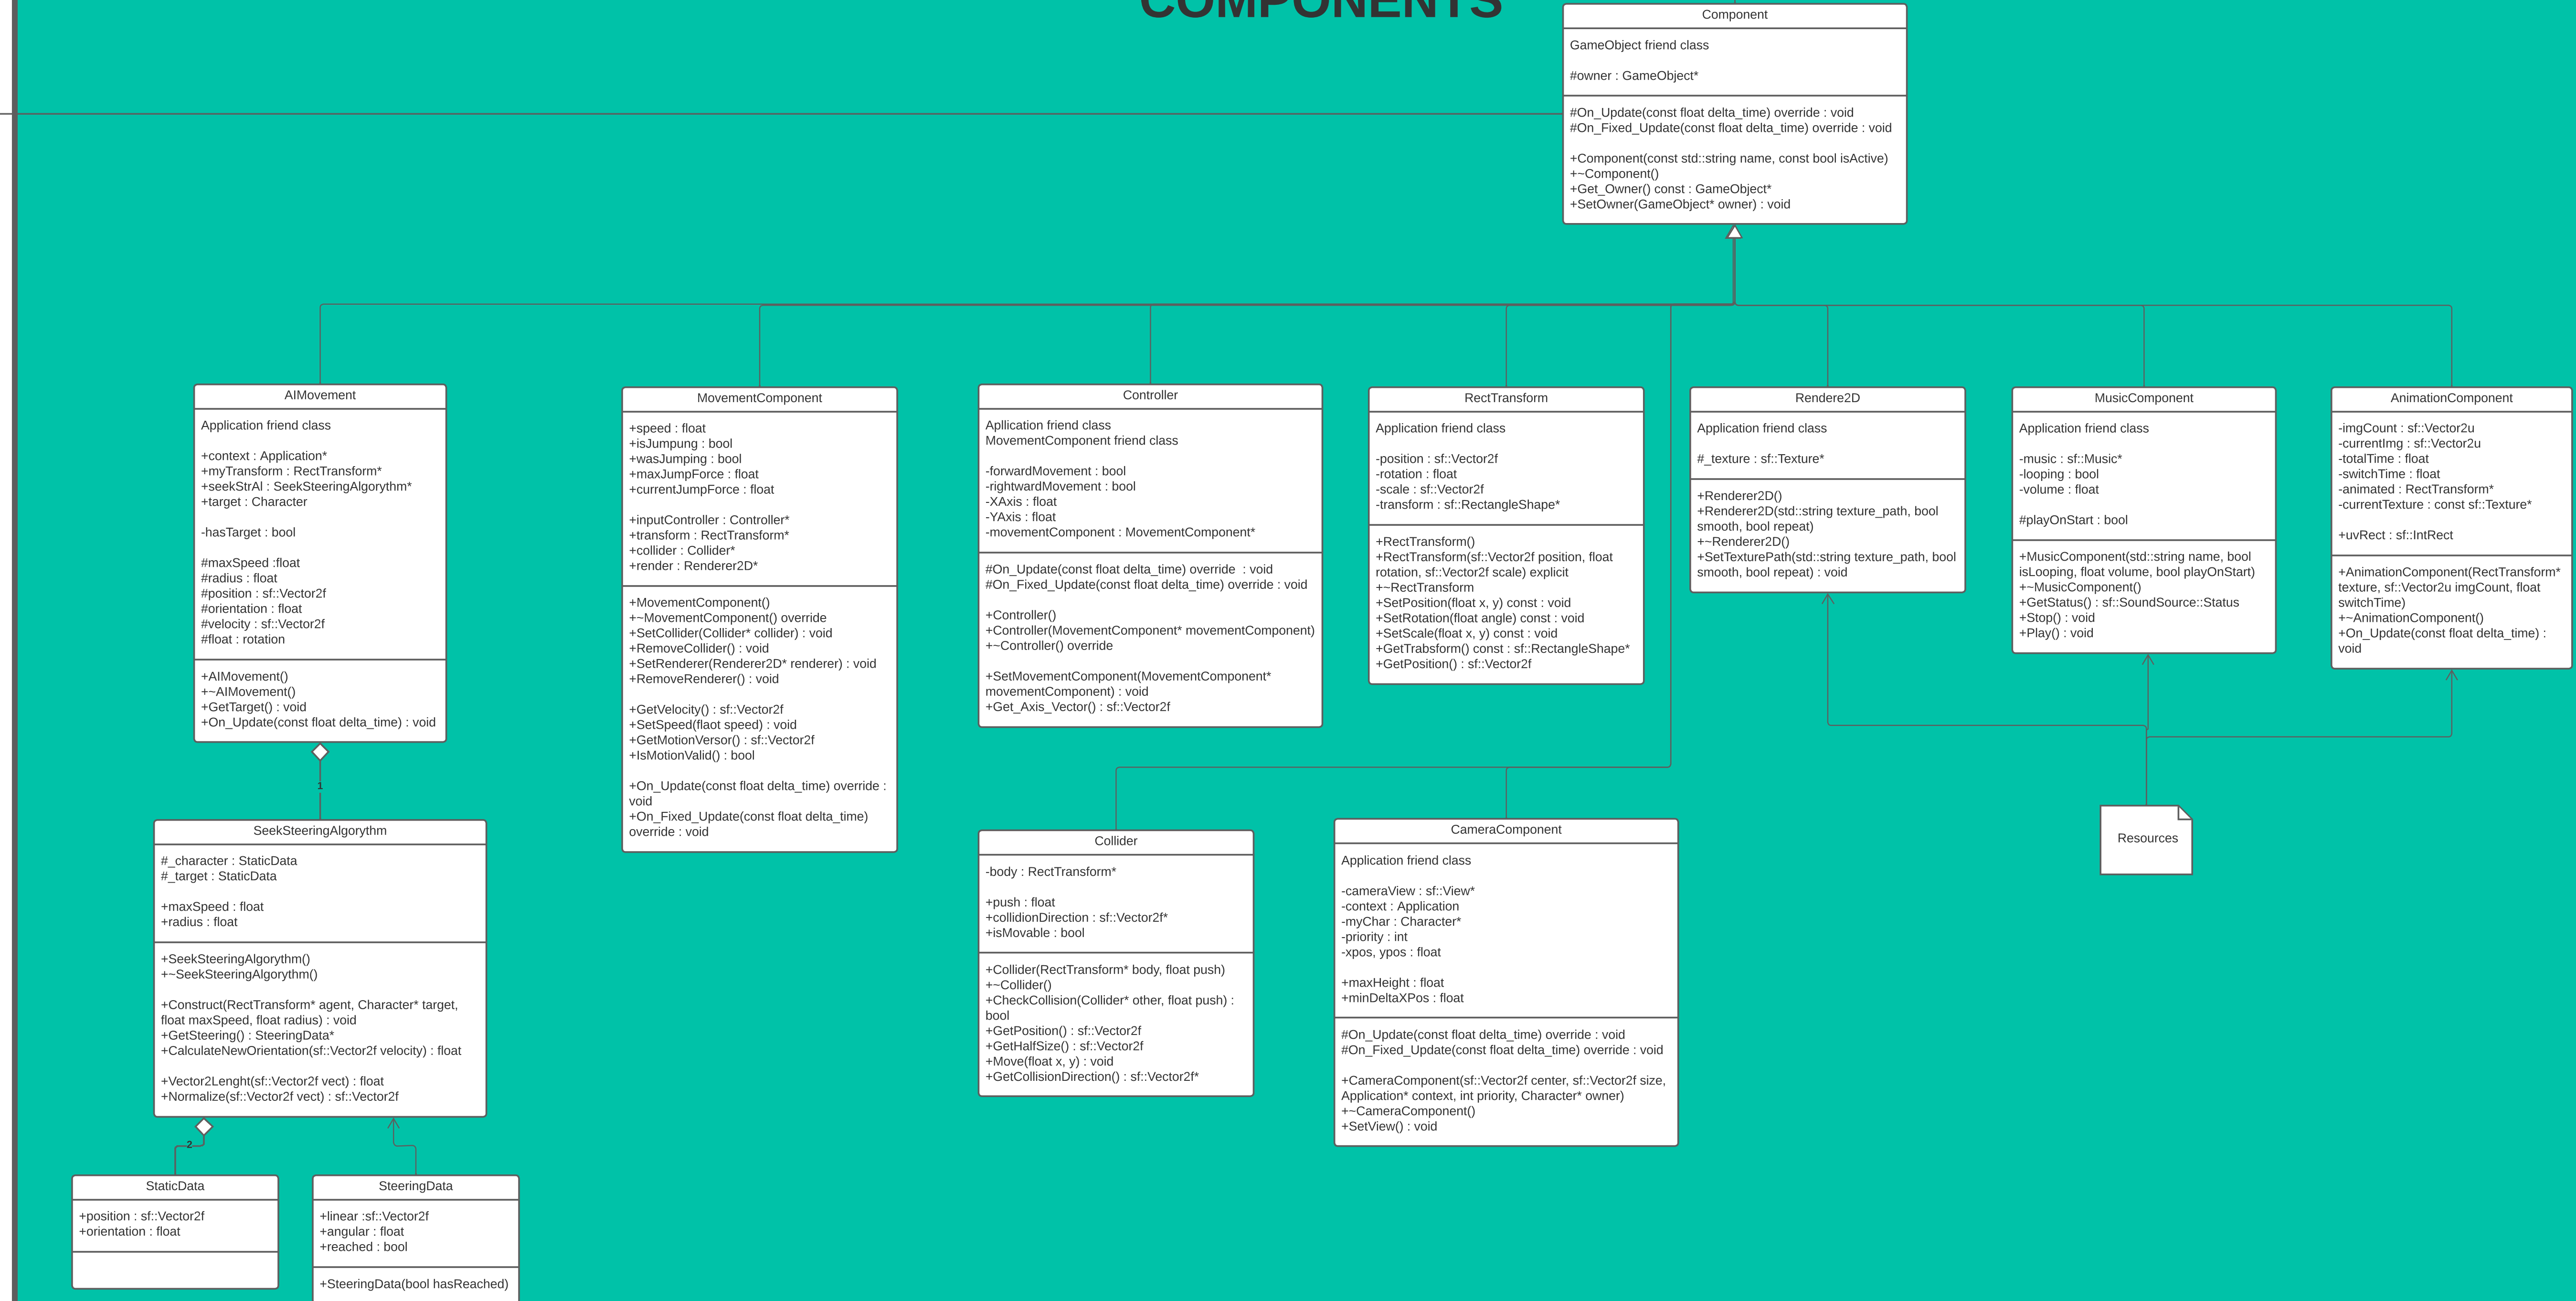 COMPONENTS
Component
GameObject friend class
#owner : GameObject*
#On_Update(const float delta_time) override : void
#On_Fixed_Update(const float delta_time) override : void
+Component(const std::string name, const bool isActive)
+~Component()
+Get_Owner() const : GameObject*
+SetOwner(GameObject* owner) : void
AIMovement
Application friend class
+context : Application*
+myTransform : RectTransform*
+seekStrAl : SeekSteeringAlgorythm*
+target : Character
-hasTarget : bool
#maxSpeed :float
#radius : float
#position : sf::Vector2f
#orientation : float
#velocity : sf::Vector2f
#float : rotation
+AIMovement()
+~AIMovement()
+GetTarget() : void
+On_Update(const float delta_time) : void
MovementComponent
+speed : float
+isJumpung : bool
+wasJumping : bool
+maxJumpForce : float
+currentJumpForce : float
+inputController : Controller*
+transform : RectTransform*
+collider : Collider*
+render : Renderer2D*
+MovementComponent()
+~MovementComponent() override
+SetCollider(Collider* collider) : void
+RemoveCollider() : void
+SetRenderer(Renderer2D* renderer) : void
+RemoveRenderer() : void
+GetVelocity() : sf::Vector2f
+SetSpeed(flaot speed) : void
+GetMotionVersor() : sf::Vector2f
+IsMotionValid() : bool
+On_Update(const float delta_time) override :
void
+On_Fixed_Update(const float delta_time)
override : void
Controller
Apllication friend class
MovementComponent friend class
-forwardMovement : bool
-rightwardMovement : bool
-XAxis : float
-YAxis : float
-movementComponent : MovementComponent*
#On_Update(const float delta_time) override  : void
#On_Fixed_Update(const float delta_time) override : void
+Controller()
+Controller(MovementComponent* movementComponent)
+~Controller() override
+SetMovementComponent(MovementComponent*
movementComponent) : void
+Get_Axis_Vector() : sf::Vector2f
RectTransform
Application friend class
-position : sf::Vector2f
-rotation : float
-scale : sf::Vector2f
-transform : sf::RectangleShape*
+RectTransform()
+RectTransform(sf::Vector2f position, float
rotation, sf::Vector2f scale) explicit
+~RectTransform
+SetPosition(float x, y) const : void
+SetRotation(float angle) const : void
+SetScale(float x, y) const : void
+GetTrabsform() const : sf::RectangleShape*
+GetPosition() : sf::Vector2f
Rendere2D
Application friend class
#_texture : sf::Texture*
+Renderer2D()
+Renderer2D(std::string texture_path, bool
smooth, bool repeat)
+~Renderer2D()
+SetTexturePath(std::string texture_path, bool
smooth, bool repeat) : void
MusicComponent
Application friend class
-music : sf::Music*
-looping : bool
-volume : float
#playOnStart : bool
+MusicComponent(std::string name, bool
isLooping, float volume, bool playOnStart)
+~MusicComponent()
+GetStatus() : sf::SoundSource::Status
+Stop() : void
+Play() : void
AnimationComponent
-imgCount : sf::Vector2u
-currentImg : sf::Vector2u
-totalTime : float
-switchTime : float
-animated : RectTransform*
-currentTexture : const sf::Texture*
+uvRect : sf::IntRect
+AnimationComponent(RectTransform*
texture, sf::Vector2u imgCount, float
switchTime)
+~AnimationComponent()
+On_Update(const float delta_time) :
void
1
SeekSteeringAlgorythm
#_character : StaticData
#_target : StaticData
+maxSpeed : float
+radius : float
+SeekSteeringAlgorythm()
+~SeekSteeringAlgorythm()
+Construct(RectTransform* agent, Character* target,
float maxSpeed, float radius) : void
+GetSteering() : SteeringData*
+CalculateNewOrientation(sf::Vector2f velocity) : float
+Vector2Lenght(sf::Vector2f vect) : float
+Normalize(sf::Vector2f vect) : sf::Vector2f
Collider
-body : RectTransform*
+push : float
+collidionDirection : sf::Vector2f*
+isMovable : bool
+Collider(RectTransform* body, float push)
+~Collider()
+CheckCollision(Collider* other, float push) :
bool
+GetPosition() : sf::Vector2f
+GetHalfSize() : sf::Vector2f
+Move(float x, y) : void
+GetCollisionDirection() : sf::Vector2f*
CameraComponent
Application friend class
-cameraView : sf::View*
-context : Application
-myChar : Character*
-priority : int
-xpos, ypos : float
+maxHeight : float
+minDeltaXPos : float
#On_Update(const float delta_time) override : void
#On_Fixed_Update(const float delta_time) override : void
+CameraComponent(sf::Vector2f center, sf::Vector2f size,
Application* context, int priority, Character* owner)
+~CameraComponent()
+SetView() : void
Resources
2
StaticData
+position : sf::Vector2f
+orientation : float
SteeringData
+linear :sf::Vector2f
+angular : float
+reached : bool
+SteeringData(bool hasReached)